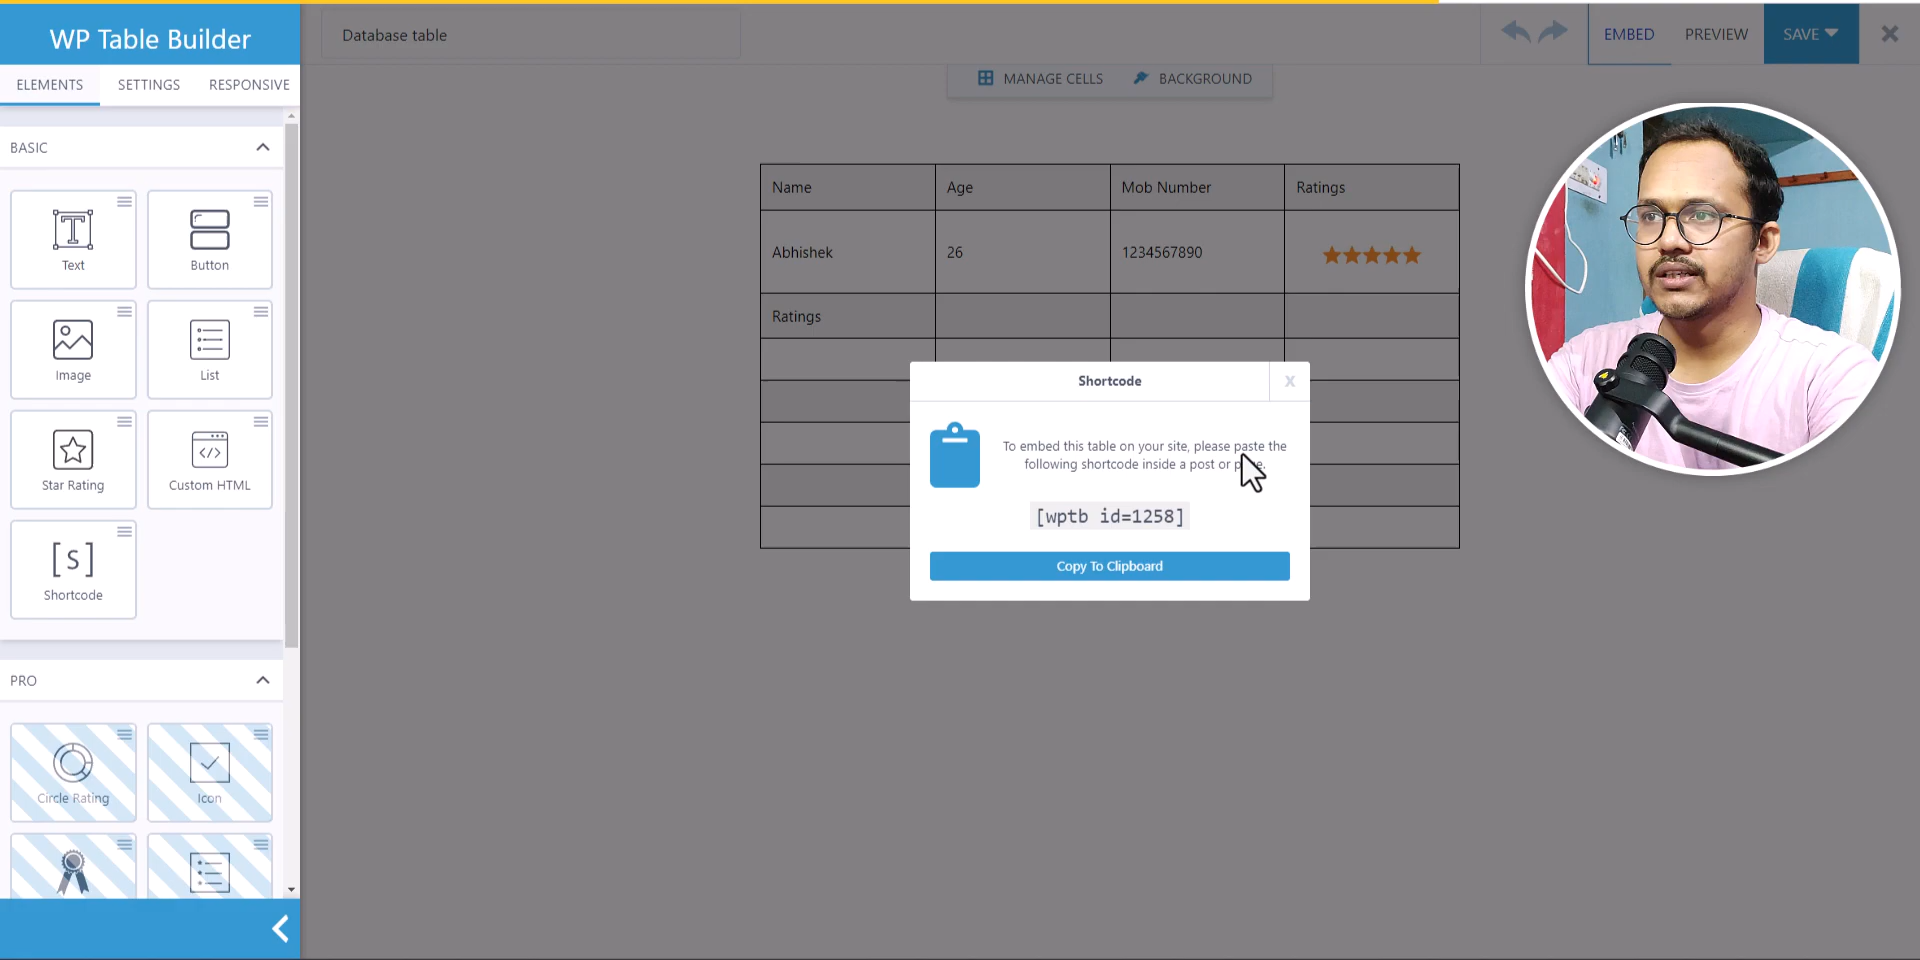 WP Table Builder
Database table
EMBED
PREVIEW
SAVE
ELEMENTS
SETTINGS
RESPONSIVE
MANAGE CELLS
BACKGROUND
BASIC
Text
Button
Image
List
Star Rating
Custom HTML
[S]
Shortcode
PRO
Circle Rating
Icon
Name
Age
Mob Number
Ratings
Abhishek
26
1234567890
Ratings
Shortcode
X
To embed this table on your site, please paste the
following shortcode inside a post or
[wptb id=1258]
Copy To Clipboard